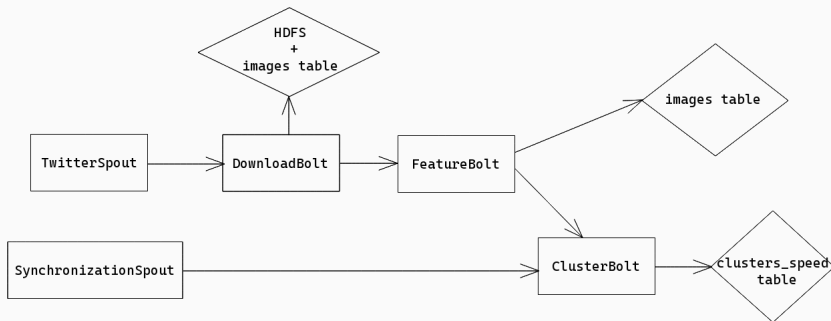 HDFS
+
images table
images table
TwitterSpout
DownloadBolt
FeatureBolt
SynchronizationSpout
ClusterBolt
clusters_speed
table